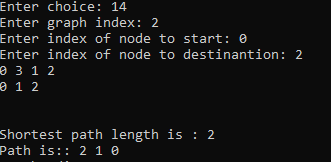 Enter choice: 14
Enter graph index: 2
Enter index of node to start: 0
Enter index of node to destinantion: 2
0 3 1 2
0 1 2
Shortest path length is : 2
Path is:: 2 1 0